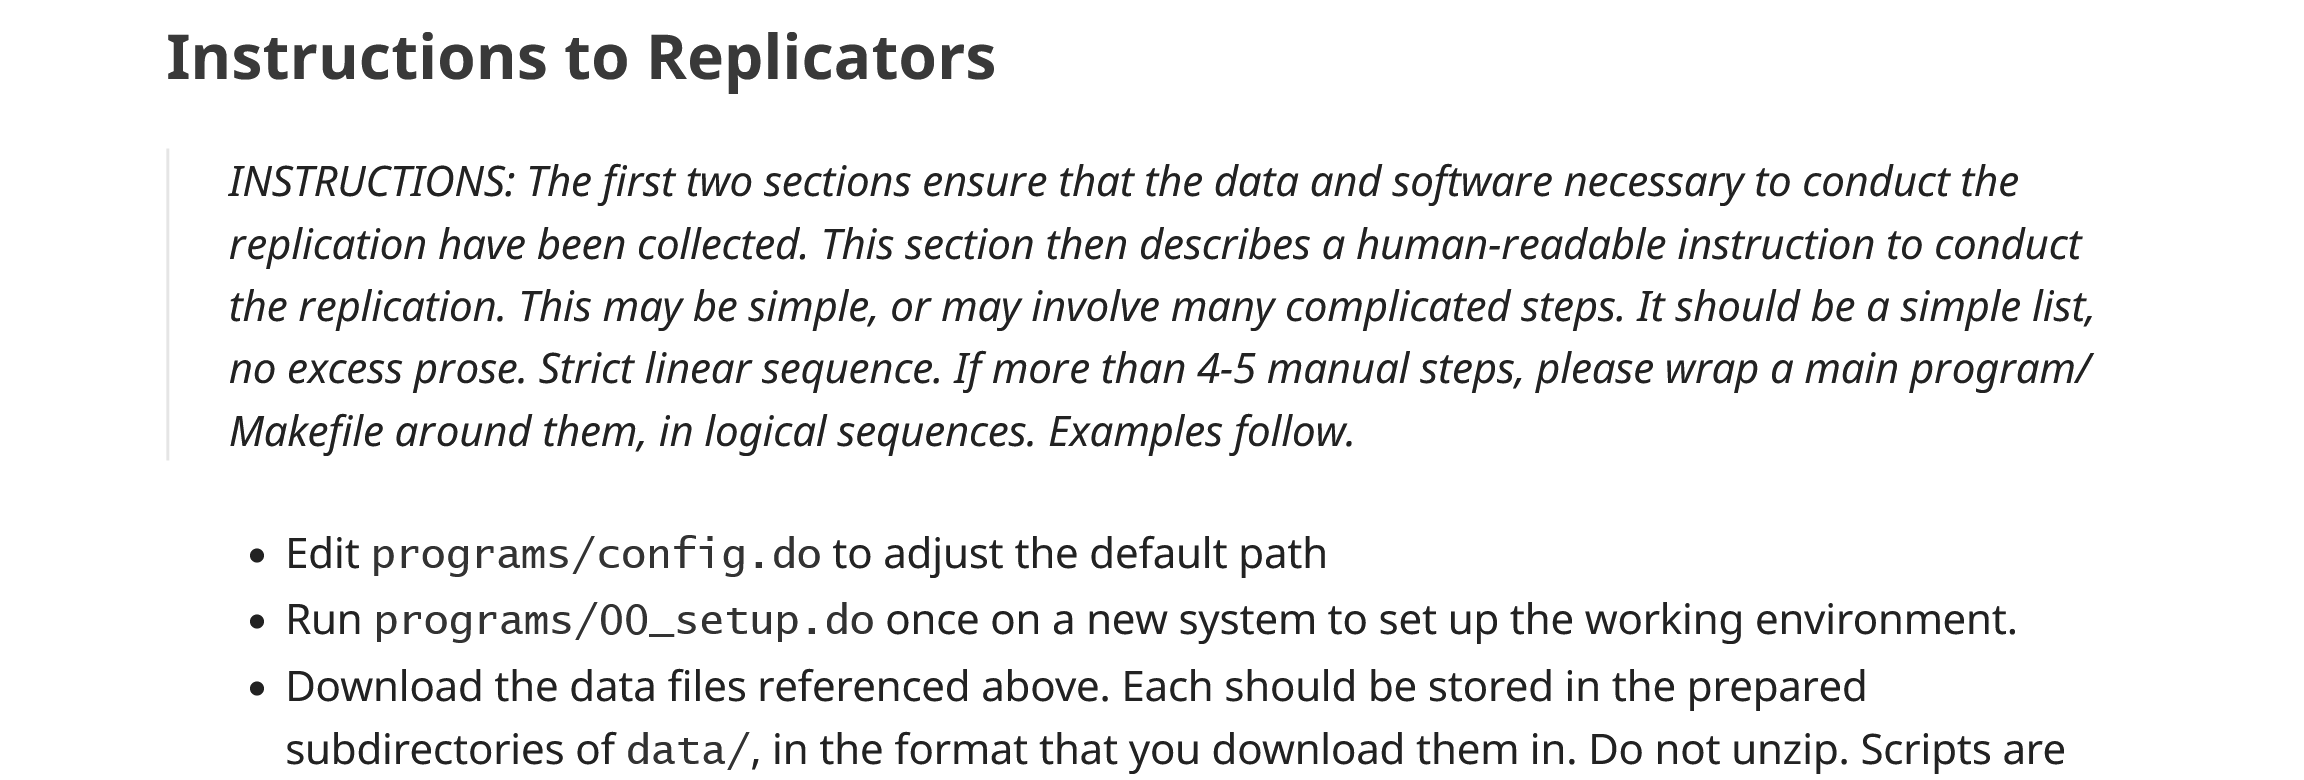 Instructions to Replicators
INSTRUCTIONS: The first two sections ensure that the data and software necessary to conduct the
replication have been collected. This section then describes a human-readable instruction to conduct
the replication. This may be simple, or may involve many complicated steps. It should be a simple list,
no excess prose. Strict linear sequence. If more than 4-5 manual steps, please wrap a main program/
Makefile around them, in logical sequences. Examples follow.
• Edit programs/config.do to adjust the default path
• Run programs/00_setup.do once on a new system to set up the working environment.
• Download the data files referenced above. Each should be stored in the prepared
subdirectories of data/, in the format that you download them in. Do not unzip. Scripts are